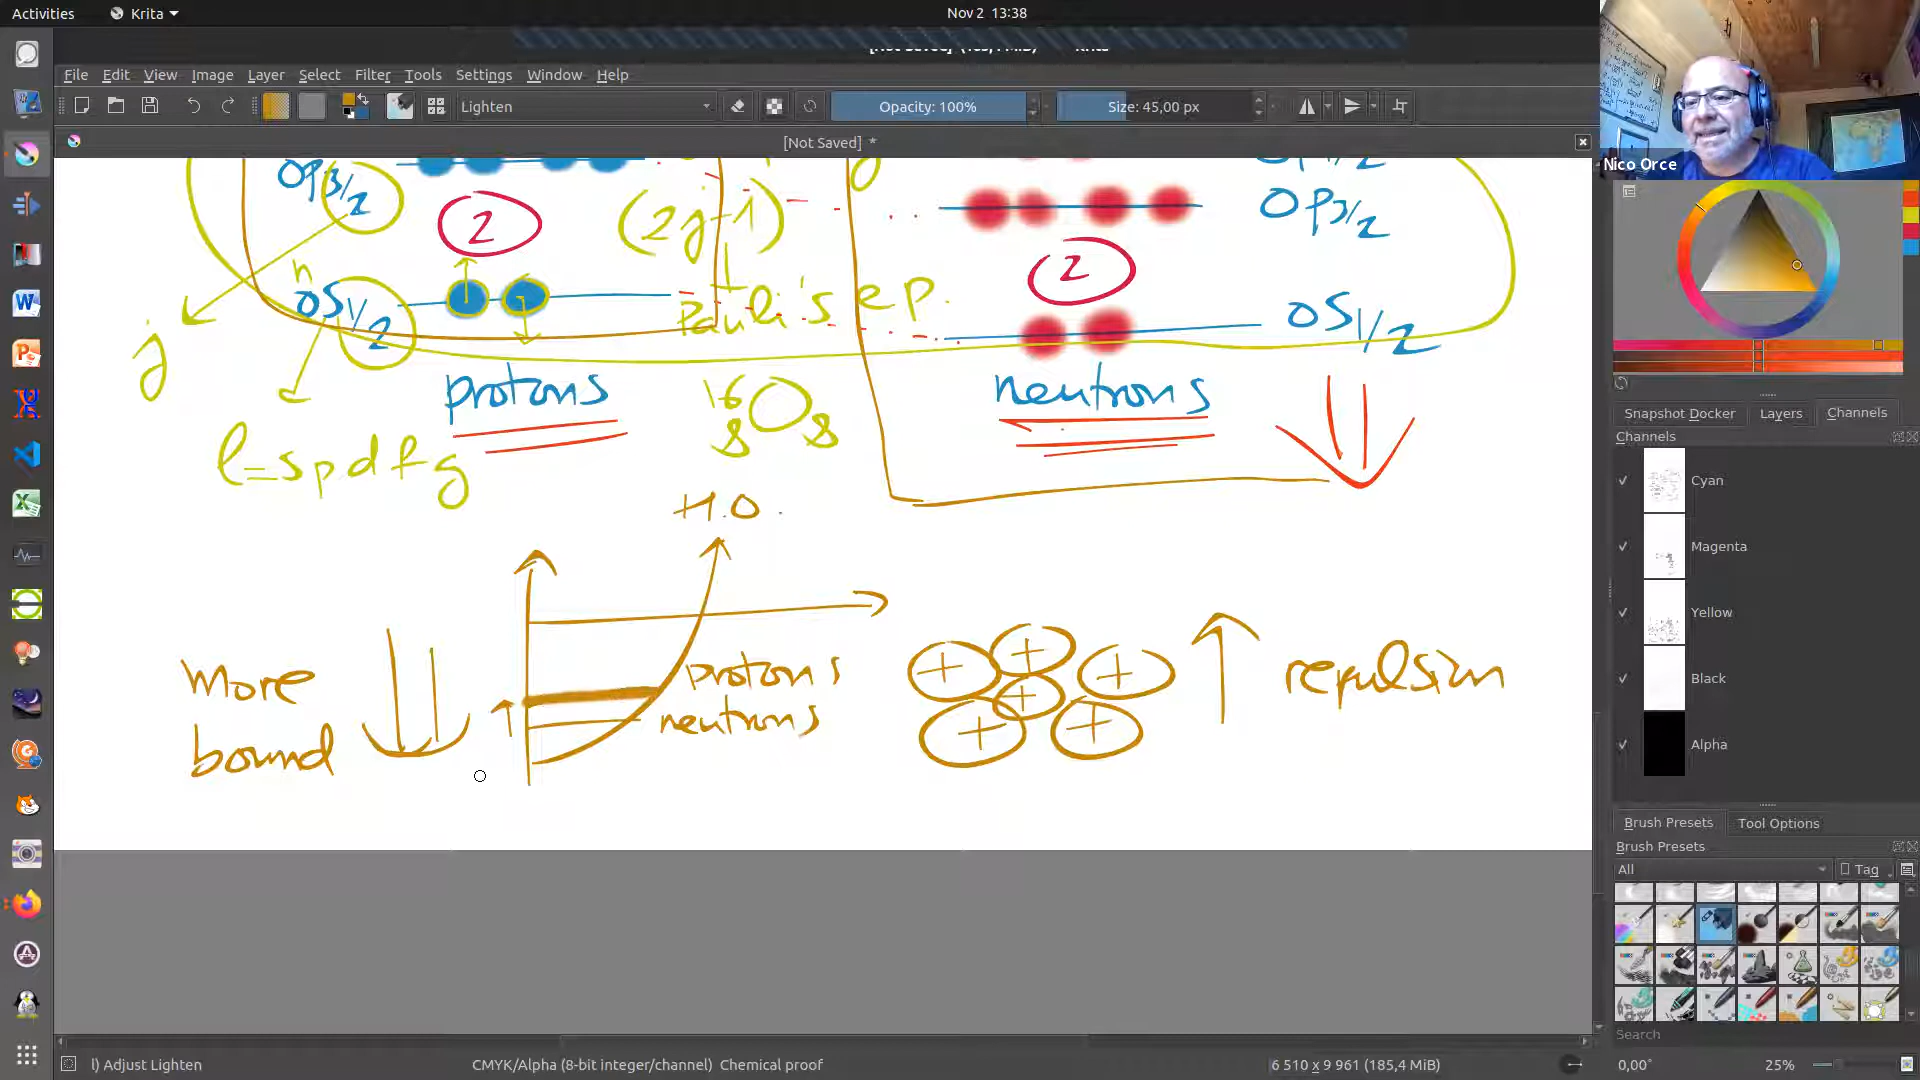 Activities
Krita
Nov 2 13:38
File Edit View Image Layer Select Filter Tools Settings Window Help
Lighten
Opacity: 100%
Size: 45,00 px
[Not Saved] *
Nico Orce
0p3/2
2
(2j+1)
0p3/2
2
n
0s1/2
Pauli's e.p.
0s1/2
j
protons
16 8 O 8
neutrons
l=spdfg
H.O.
More
bound
protons
neutrons
+ + + + + +
repulsion
Snapshot Docker Layers Channels
Channels
Cyan
Magenta
Yellow
Black
Alpha
Brush Presets Tool Options
Brush Presets
All
Tag
Search
l) Adjust Lighten
CMYK/Alpha (8-bit integer/channel) Chemical proof
6 510 x 9 961 (185,4 MiB)
0,00°
25%